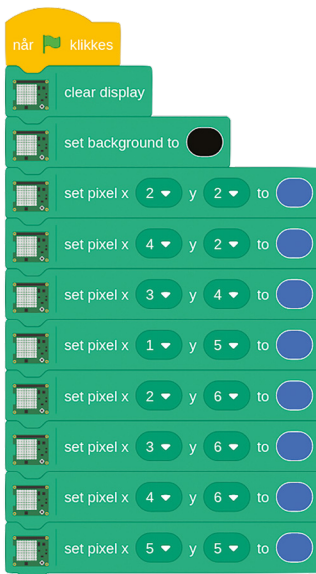 når klikkes
clear display
set background to
set pixel x 2 y 2 to
set pixel x 4 y 2 to
set pixel x 3 y 4 to
set pixel x 1 y 5 to
set pixel x 2 y 6 to
set pixel x 3 y 6 to
set pixel x 4 y 6 to
set pixel x 5 y 5 to